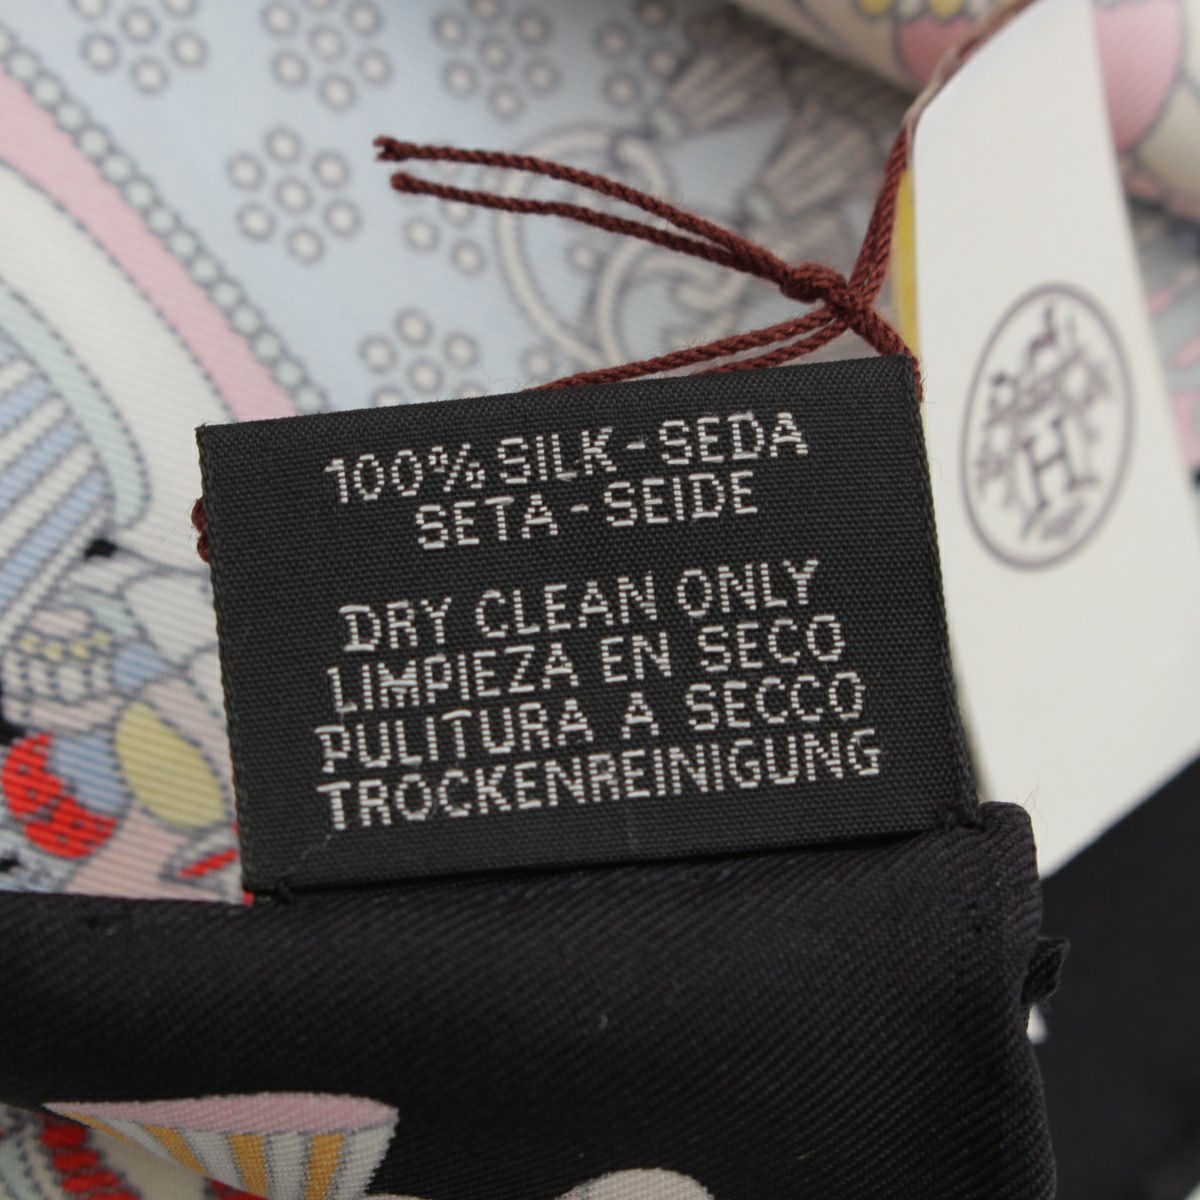 100% SILK - SEDA
SETA - SEIDE
DRY CLEAN ONLY
LIMPIEZA EN SECO
PULITURA A SECCO
TROCKENREINIGUNG
H